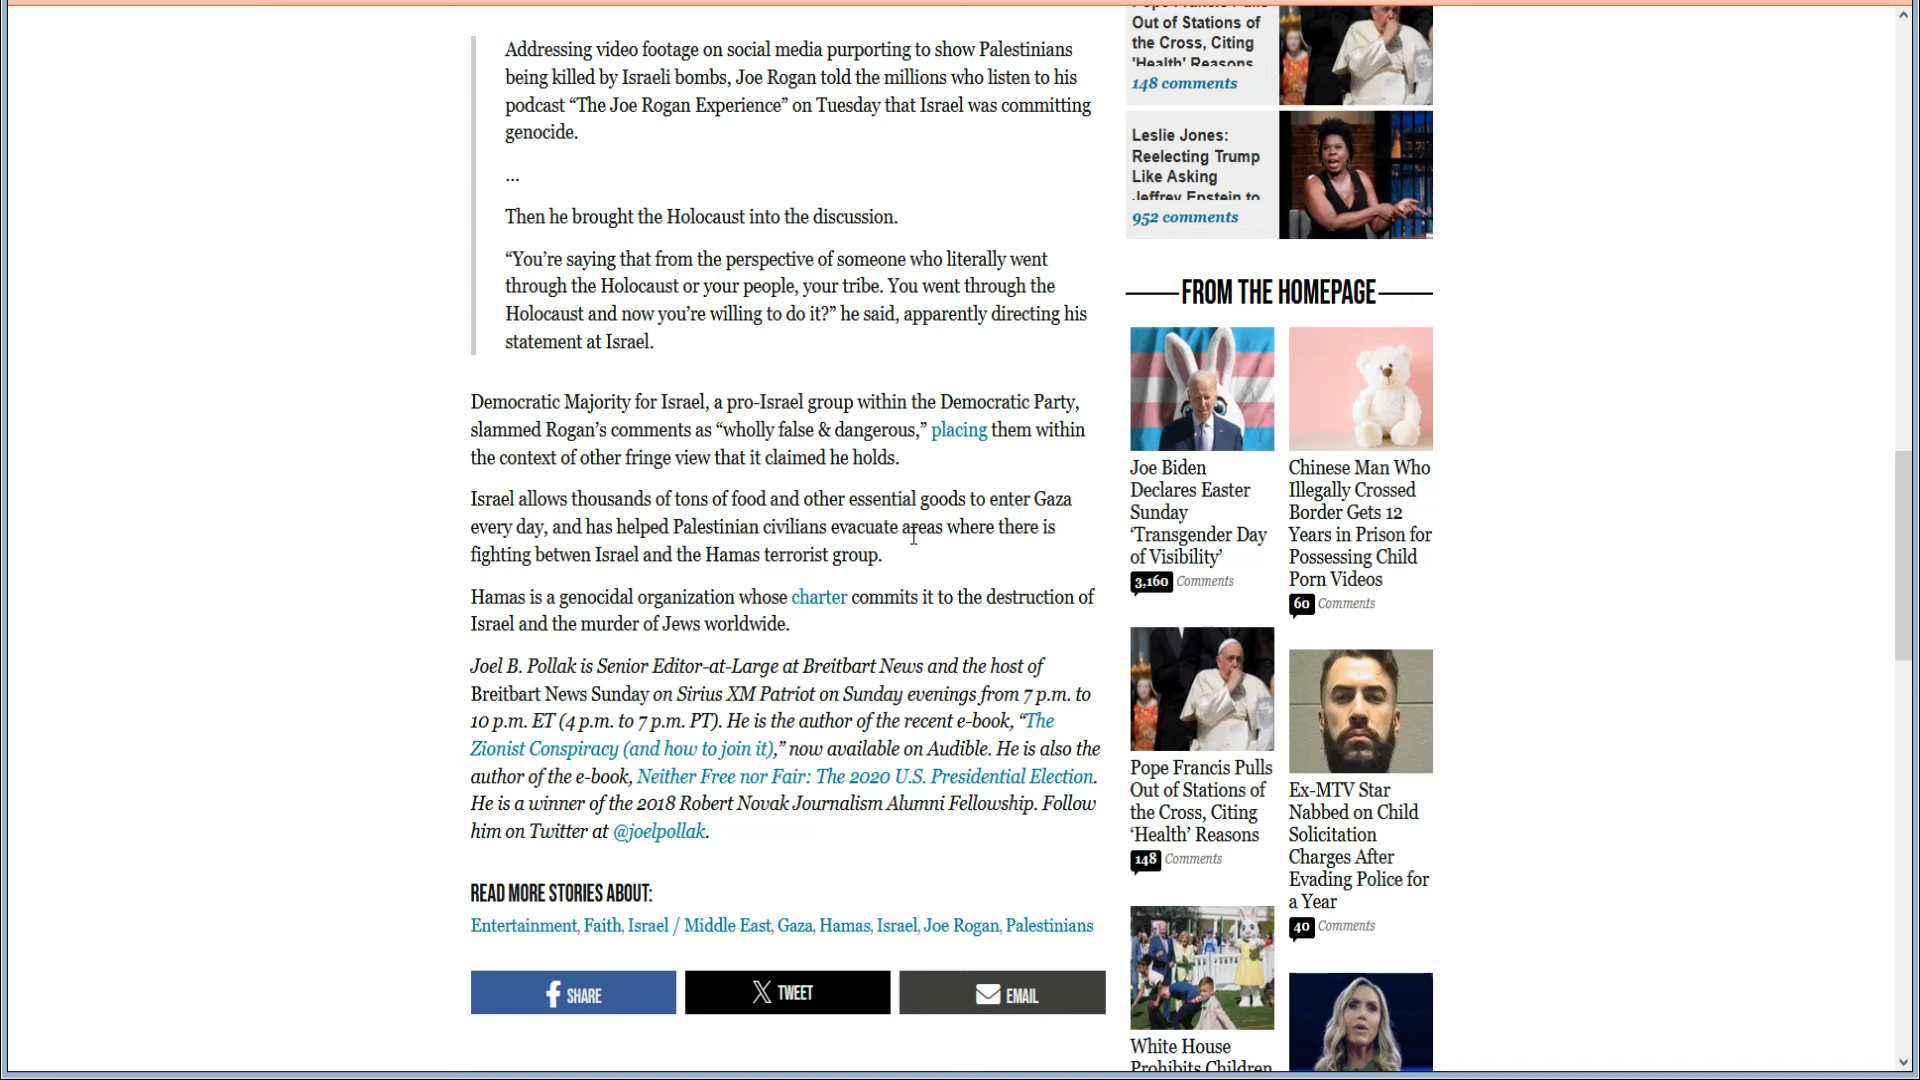 Addressing video footage on social media purporting to show Palestinians
being killed by Israeli bombs, Joe Rogan told the millions who listen to his
podcast “The Joe Rogan Experience” on Tuesday that Israel was committing
genocide.
...
Then he brought the Holocaust into the discussion.
“You’re saying that from the perspective of someone who literally went
through the Holocaust or your people, your tribe. You went through the
Holocaust and now you’re willing to do it?” he said, apparently directing his
statement at Israel.
Democratic Majority for Israel, a pro-Israel group within the Democratic Party,
slammed Rogan’s comments as “wholly false & dangerous,” placing them within
the context of other fringe view that it claimed he holds.
Israel allows thousands of tons of food and other essential goods to enter Gaza
every day, and has helped Palestinian civilians evacuate areas where there is
fighting betwen Israel and the Hamas terrorist group.
Hamas is a genocidal organization whose charter commits it to the destruction of
Israel and the murder of Jews worldwide.
Joel B. Pollak is Senior Editor-at-Large at Breitbart News and the host of
Breitbart News Sunday on Sirius XM Patriot on Sunday evenings from 7 p.m. to
10 p.m. ET (4 p.m. to 7 p.m. PT). He is the author of the recent e-book, “The
Zionist Conspiracy (and how to join it),” now available on Audible. He is also the
author of the e-book, Neither Free nor Fair: The 2020 U.S. Presidential Election.
He is a winner of the 2018 Robert Novak Journalism Alumni Fellowship. Follow
him on Twitter at @joelpollak.
READ MORE STORIES ABOUT:
Entertainment, Faith, Israel / Middle East, Gaza, Hamas, Israel, Joe Rogan, Palestinians
SHARE
TWEET
EMAIL
Pope Francis Pulls
Out of Stations of
the Cross, Citing
'Health' Reasons
148 comments
Leslie Jones:
Reelecting Trump
Like Asking
Jeffrey Epstein to
952 comments
FROM THE HOMEPAGE
Joe Biden
Declares Easter
Sunday
‘Transgender Day
of Visibility’
3,160 Comments
Chinese Man Who
Illegally Crossed
Border Gets 12
Years in Prison for
Possessing Child
Porn Videos
60 Comments
Pope Francis Pulls
Out of Stations of
the Cross, Citing
‘Health’ Reasons
148 Comments
Ex-MTV Star
Nabbed on Child
Solicitation
Charges After
Evading Police for
a Year
40 Comments
White House
Prohibits Children